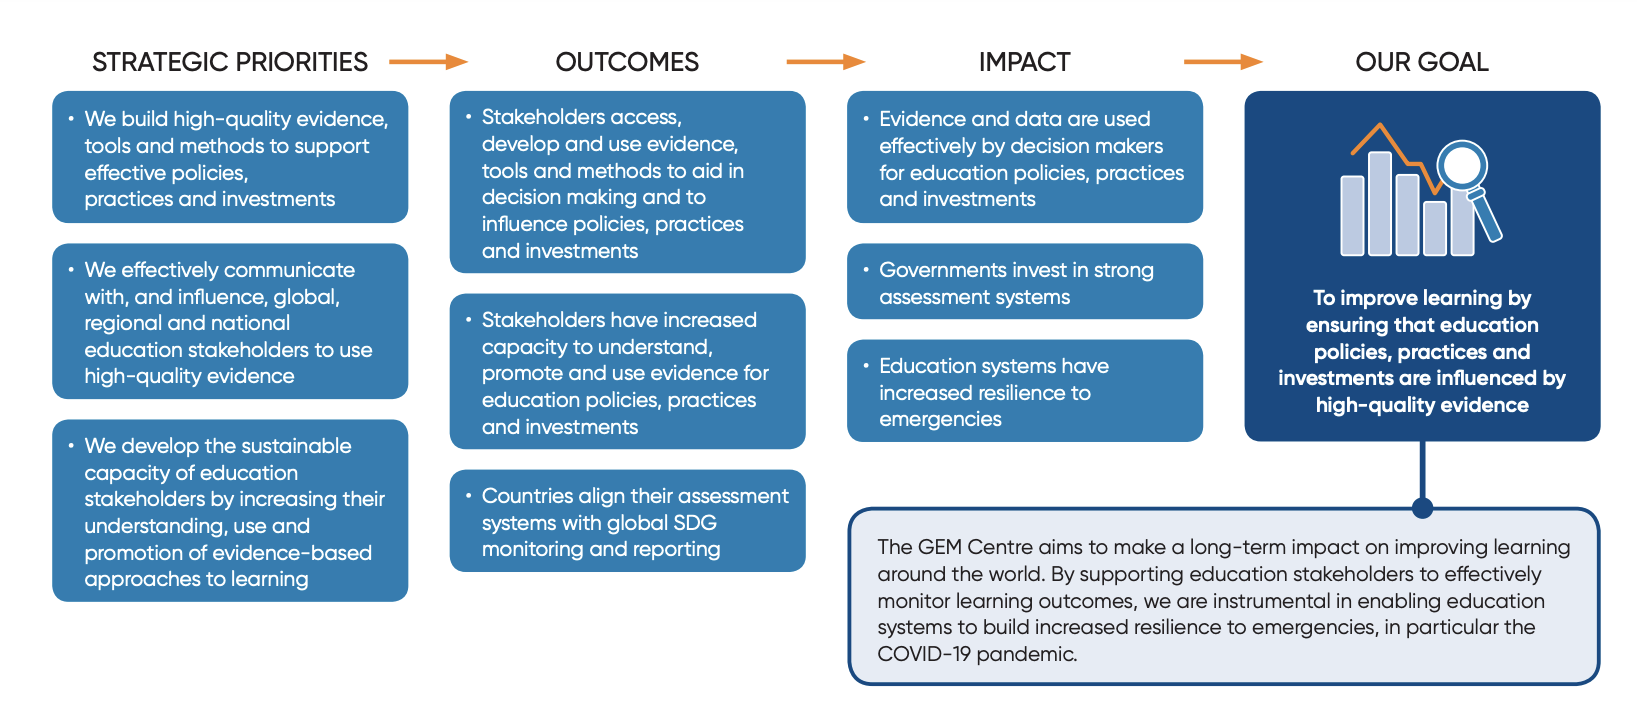 STRATEGIC PRIORITIES
• We build high-quality evidence,
tools and methods to support
effective policies,
practices and investments
• We effectively communicate
with, and influence, global,
regional and national
education stakeholders to use
high-quality evidence
• We develop the sustainable
capacity of education
stakeholders by increasing their
understanding, use and
promotion of evidence-based
approaches to learning
OUTCOMES
• Stakeholders access,
develop and use evidence,
tools and methods to aid in
decision making and to
influence policies, practices
and investments
• Stakeholders have increased
capacity to understand,
promote and use evidence for
education policies, practices
and investments
• Countries align their assessment
systems with global SDG
monitoring and reporting
IMPACT
• Evidence and data are used
effectively by decision makers
for education policies, practices
and investments
• Governments invest in strong
assessment systems
• Education systems have
increased resilience to
emergencies
OUR GOAL
To improve learning by
ensuring that education
policies, practices and
investments are influenced by
high-quality evidence
The GEM Centre aims to make a long-term impact on improving learning
around the world. By supporting education stakeholders to effectively
monitor learning outcomes, we are instrumental in enabling education
systems to build increased resilience to emergencies, in particular the
COVID-19 pandemic.